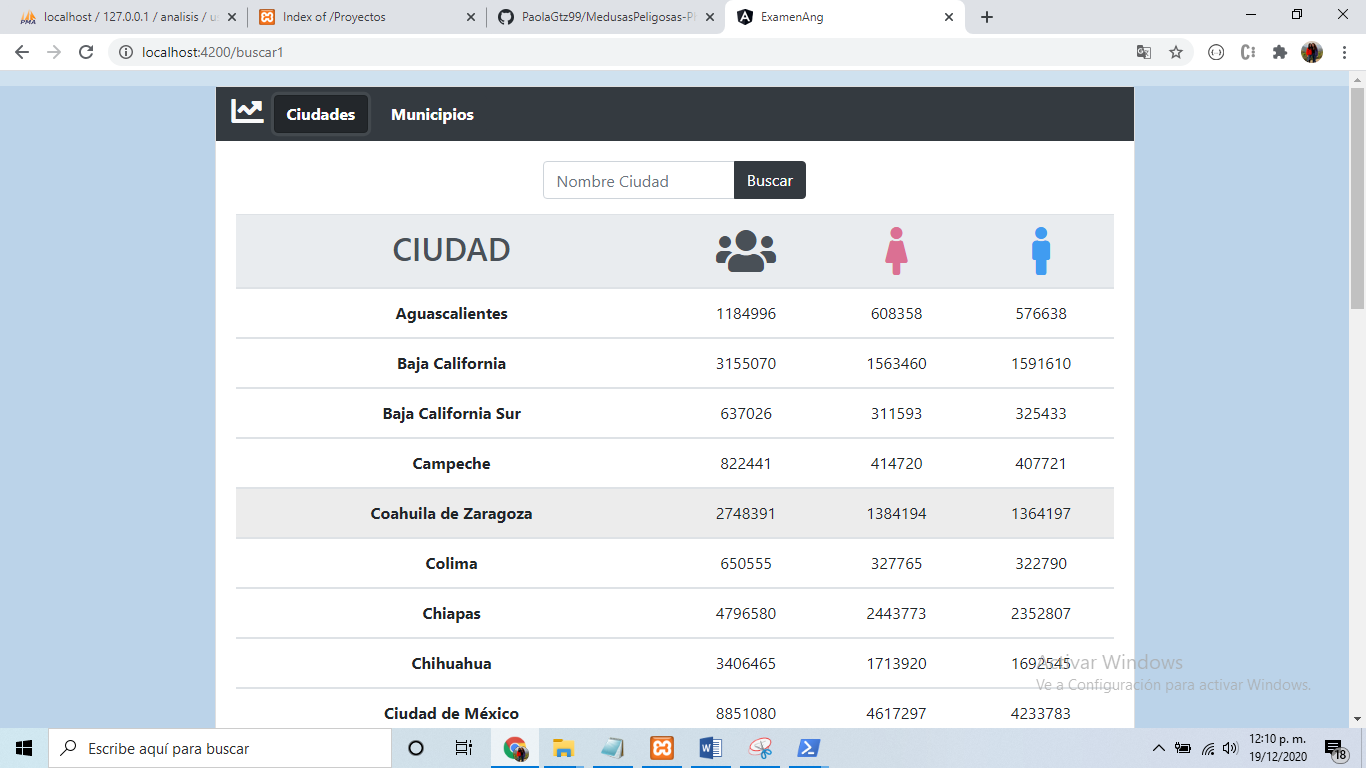 localhost / 127.0.0.1 / analisis / u
Index of /Proyectos
PaolaGtz99/MedusasPeligosas-P
ExamenAng
localhost:4200/buscar1
Ciudades
Municipios
Nombre Ciudad
Buscar
CIUDAD
Aguascalientes 1184996 608358 576638
Baja California 3155070 1563460 1591610
Baja California Sur 637026 311593 325433
Campeche 822441 414720 407721
Coahuila de Zaragoza 2748391 1384194 1364197
Colima 650555 327765 322790
Chiapas 4796580 2443773 2352807
Chihuahua 3406465 1713920 1692545
Ciudad de México 8851080 4617297 4233783
Activar Windows
Ve a Configuración para activar Windows.
Escribe aquí para buscar
12:10 p. m.
19/12/2020
18